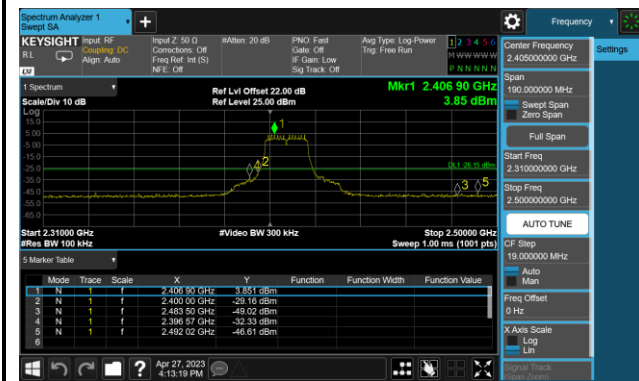 Spectrum Analyzer 1
Swept SA
+
Frequency
KEYSIGHT
RL
LXI
Input: RF
Coupling: DC
Align: Auto
Input Z: 50 Ω
Corrections: Off
Freq Ref: Int (S)
NFE: Off
#Atten: 20 dB
PNO: Fast
Gate: Off
IF Gain: Low
Sig Track: Off
Avg Type: Log-Power
Trig: Free Run
1 2 3 4 5 6
M W W W W W
P N N N N N
Center Frequency
2.405000000 GHz
Settings
1 Spectrum
Scale/Div 10 dB
Ref Lvl Offset 22.00 dB
Ref Level 25.00 dBm
Mkr1 2.406 90 GHz
3.85 dBm
Span
190.000000 MHz
Swept Span
Zero Span
Full Span
Start Freq
2.310000000 GHz
Stop Freq
2.500000000 GHz
AUTO TUNE
CF Step
19.000000 MHz
Auto
Man
Freq Offset
0 Hz
X Axis Scale
Log
Lin
Signal Track
(Span Zoom)
Log
15.0
5.00
-5.00
-15.0
-25.0
-35.0
-45.0
-55.0
-65.0
1
4 2
DL1 -26.15 dBm
3 5
Start 2.31000 GHz
#Res BW 100 kHz
#Video BW 300 kHz
Stop 2.50000 GHz
Sweep 1.00 ms (1001 pts)
5 Marker Table
Mode Trace Scale X Y Function Function Width Function Value
1 N 1 f 2.406 90 GHz 3.851 dBm
2 N 1 f 2.400 00 GHz -29.16 dBm
3 N 1 f 2.483 50 GHz -49.02 dBm
4 N 1 f 2.396 57 GHz -32.33 dBm
5 N 1 f 2.492 02 GHz -46.61 dBm
6
?
Apr 27, 2023
4:13:19 PM